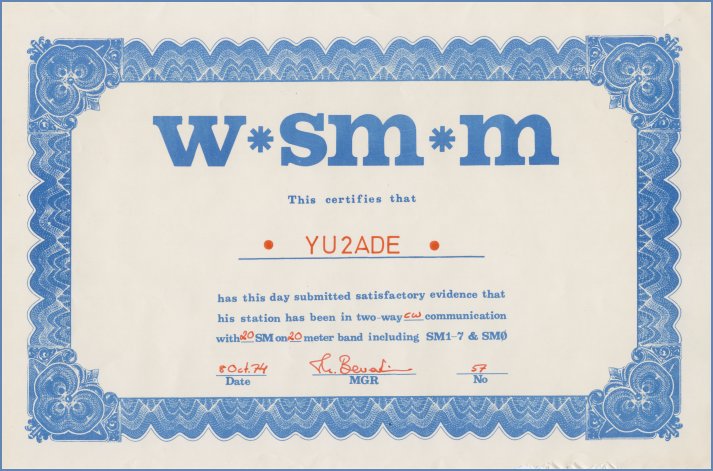 w*sm*m
This certifies that
YU2ADE
has this day submitted satisfactory evidence that
his station has been in two-way cw communication
with 20 SM on 20 meter band including SM1-7 & SMØ
8 Oct. 74
57
Date MGR No